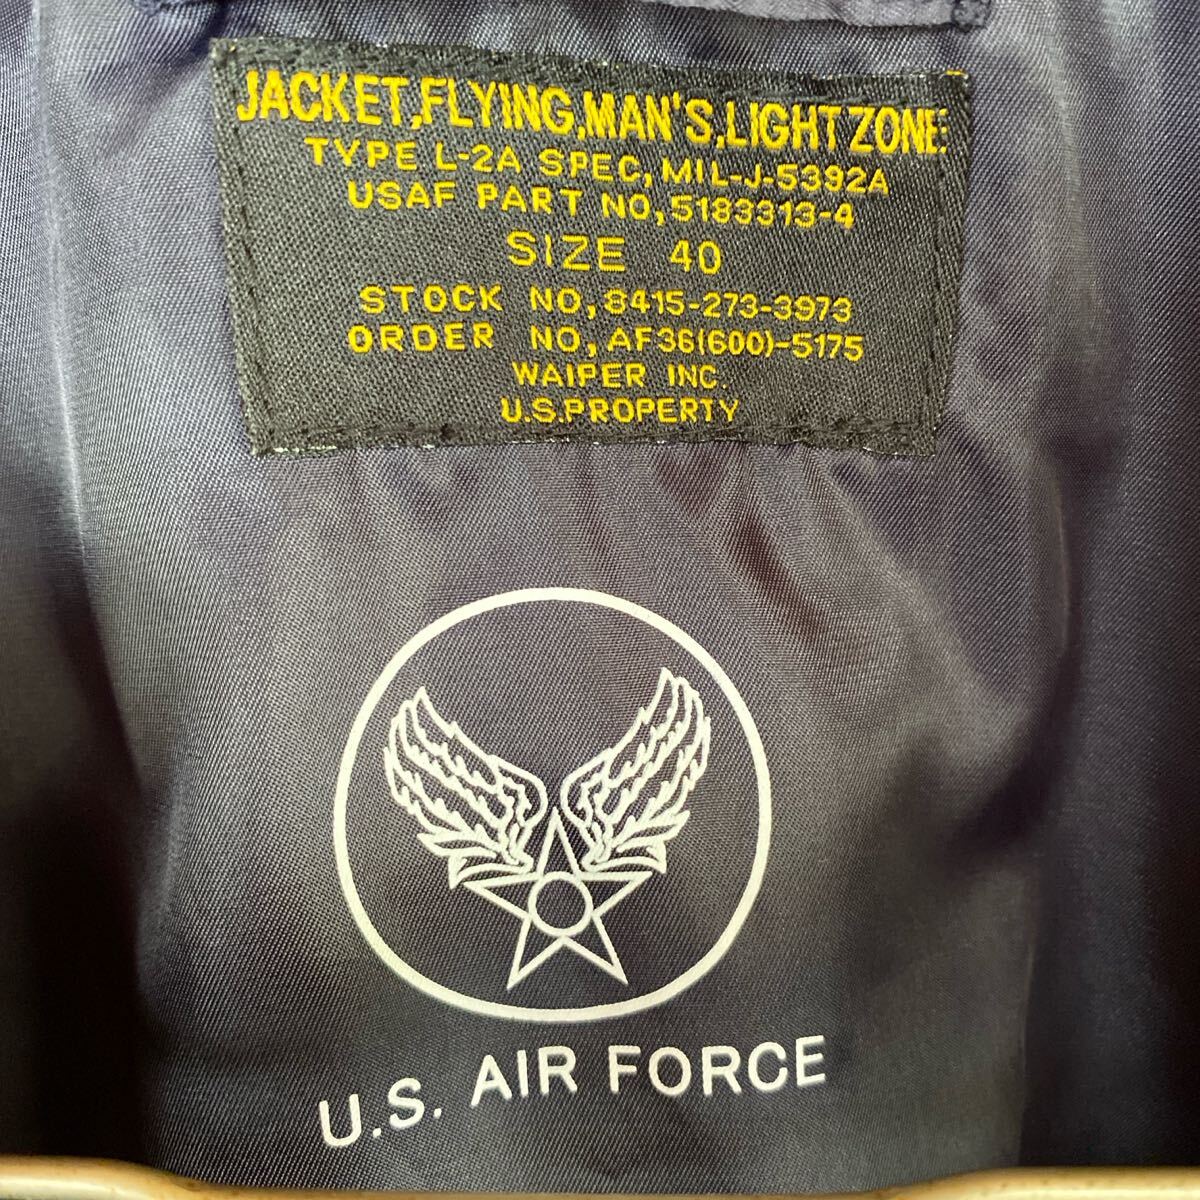 JACKET,FLYING,MAN'S,LIGHT ZONE:
TYPE L-2A SPEC, MIL-J-5392A
USAF PART NO, 5183313-4
SIZE 40
STOCK NO, 8415-273-3973
ORDER NO, AF36(600)-5175
WAIPER INC.
U.S.PROPERTY
U.S. AIR FORCE